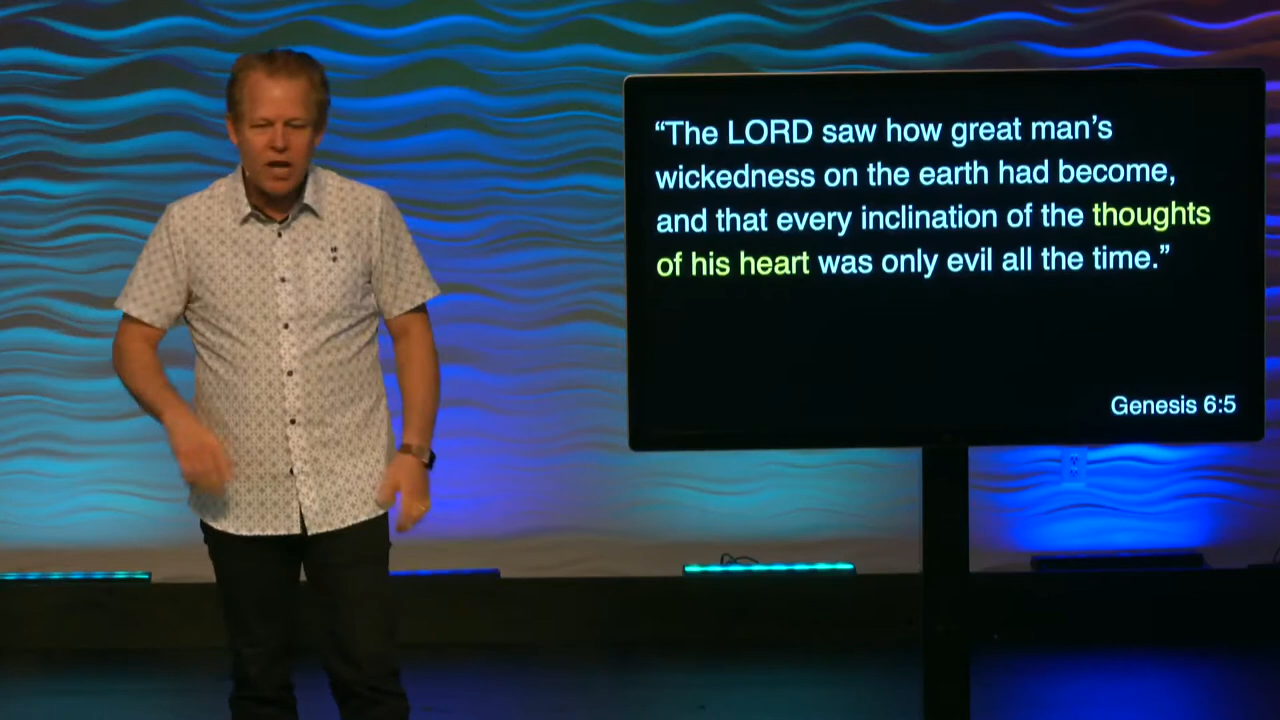 “The LORD saw how great man’s
wickedness on the earth had become,
and that every inclination of the thoughts
of his heart was only evil all the time.”
Genesis 6:5